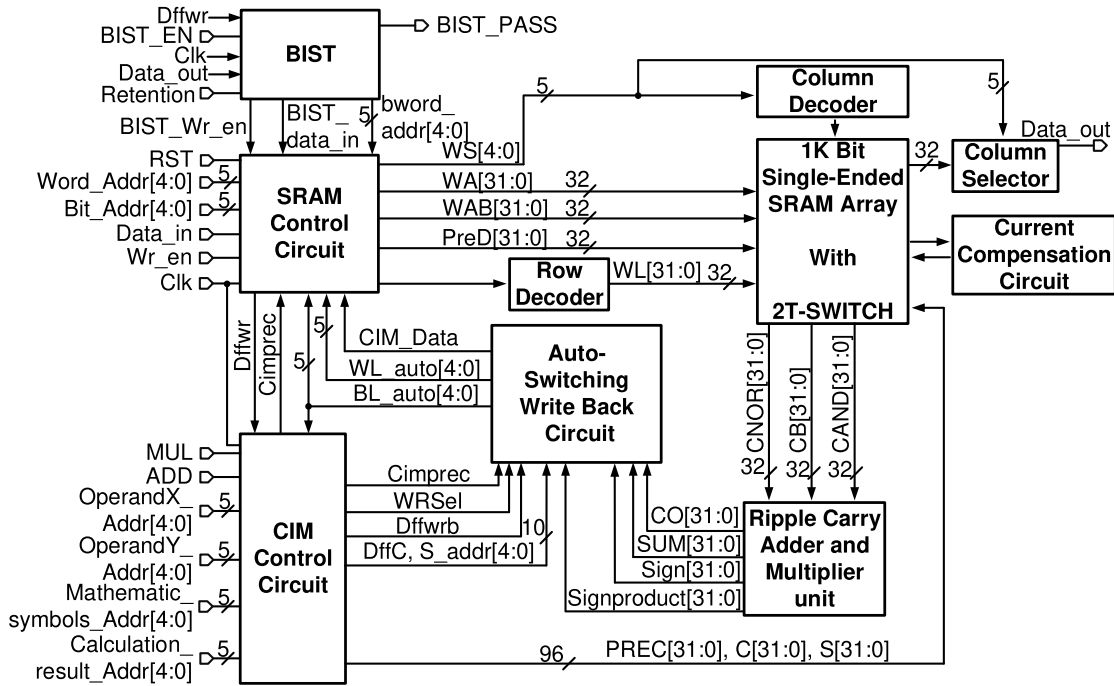 Dffwr
BIST_EN
Clk
Data_out
Retention
BIST
BIST_PASS
BIST_Wr_en
BIST_
data_in
5
bword_
addr[4:0]
5
Column
Decoder
5
Data_out
RST
Word_Addr[4:0]
5
Bit_Addr[4:0]
5
Data_in
Wr_en
Clk
SRAM
Control
Circuit
WS[4:0]
WA[31:0]
32
WAB[31:0]
32
PreD[31:0]
32
Row
Decoder
WL[31:0]
32
1K Bit
Single-Ended
SRAM Array
With
2T-SWITCH
32
Column
Selector
Current
Compensation
Circuit
Dffwr
Cimprec
5
5
CIM_Data
WL_auto[4:0]
BL_auto[4:0]
Auto-
Switching
Write Back
Circuit
CNOR[31:0]
CB[31:0]
CAND[31:0]
32
32
32
MUL
ADD
OperandX_
Addr[4:0]
5
OperandY_
Addr[4:0]
5
Mathematic_
symbols_Addr[4:0]
5
Calculation_
result_Addr[4:0]
5
CIM
Control
Circuit
Cimprec
WRSel
Dffwrb
10
DffC, S_addr[4:0]
CO[31:0]
SUM[31:0]
Sign[31:0]
Signproduct[31:0]
Ripple Carry
Adder and
Multiplier
unit
96
PREC[31:0], C[31:0], S[31:0]